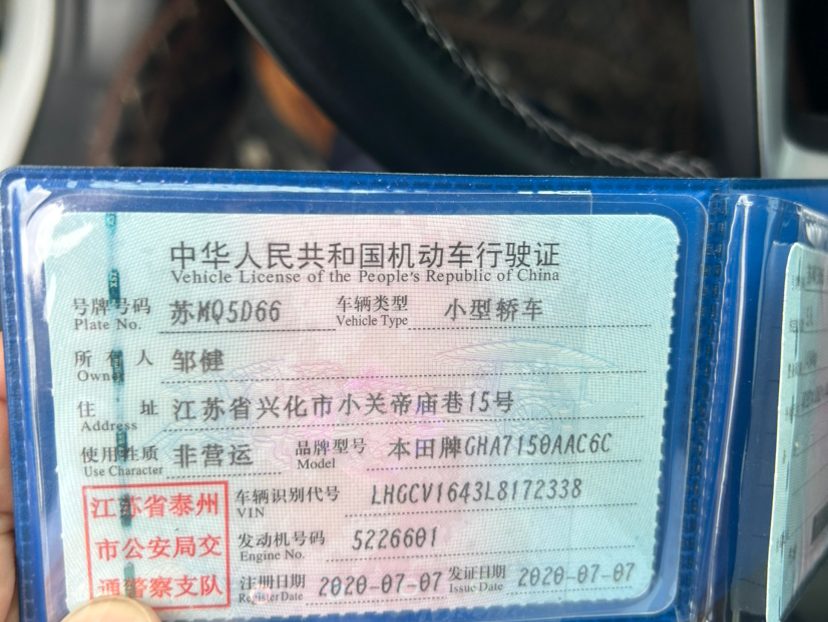 中华人民共和国机动车行驶证
Vehicle License of the People's Republic of China
号牌号码 苏MQ5D66 车辆类型 小型轿车
Plate No. Vehicle Type
所有人 邹健
Owner
住址 江苏省兴化市小关帝庙巷15号
Address
使用性质 非营运 品牌型号 本田牌GHA7150AAC6C
Use Character Model
江苏省泰州
市公安局交
通警察支队
车辆识别代号 LHGCV1643L8172338
VIN
发动机号码 5226601
Engine No.
注册日期 2020-07-07 发证日期 2020-07-07
Register Date Issue Date